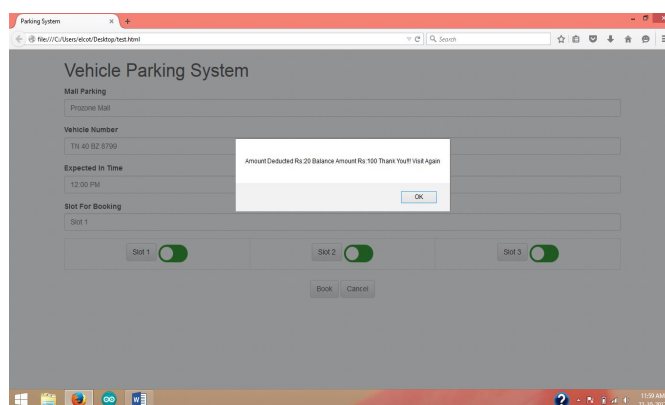 Parking System × +
file:///C:/Users/elcot/Desktop/test.html
Search
Vehicle Parking System
Mall Parking
Prozone Mall
Vehicle Number
TN 40 BZ 8799
Expected In Time
12:00 PM
Slot For Booking
Slot 1
Amount Deducted Rs:20 Balance Amount Rs:100 Thank You!!! Visit Again
OK
Slot 1 Slot 2 Slot 3
Book Cancel
11:59 AM